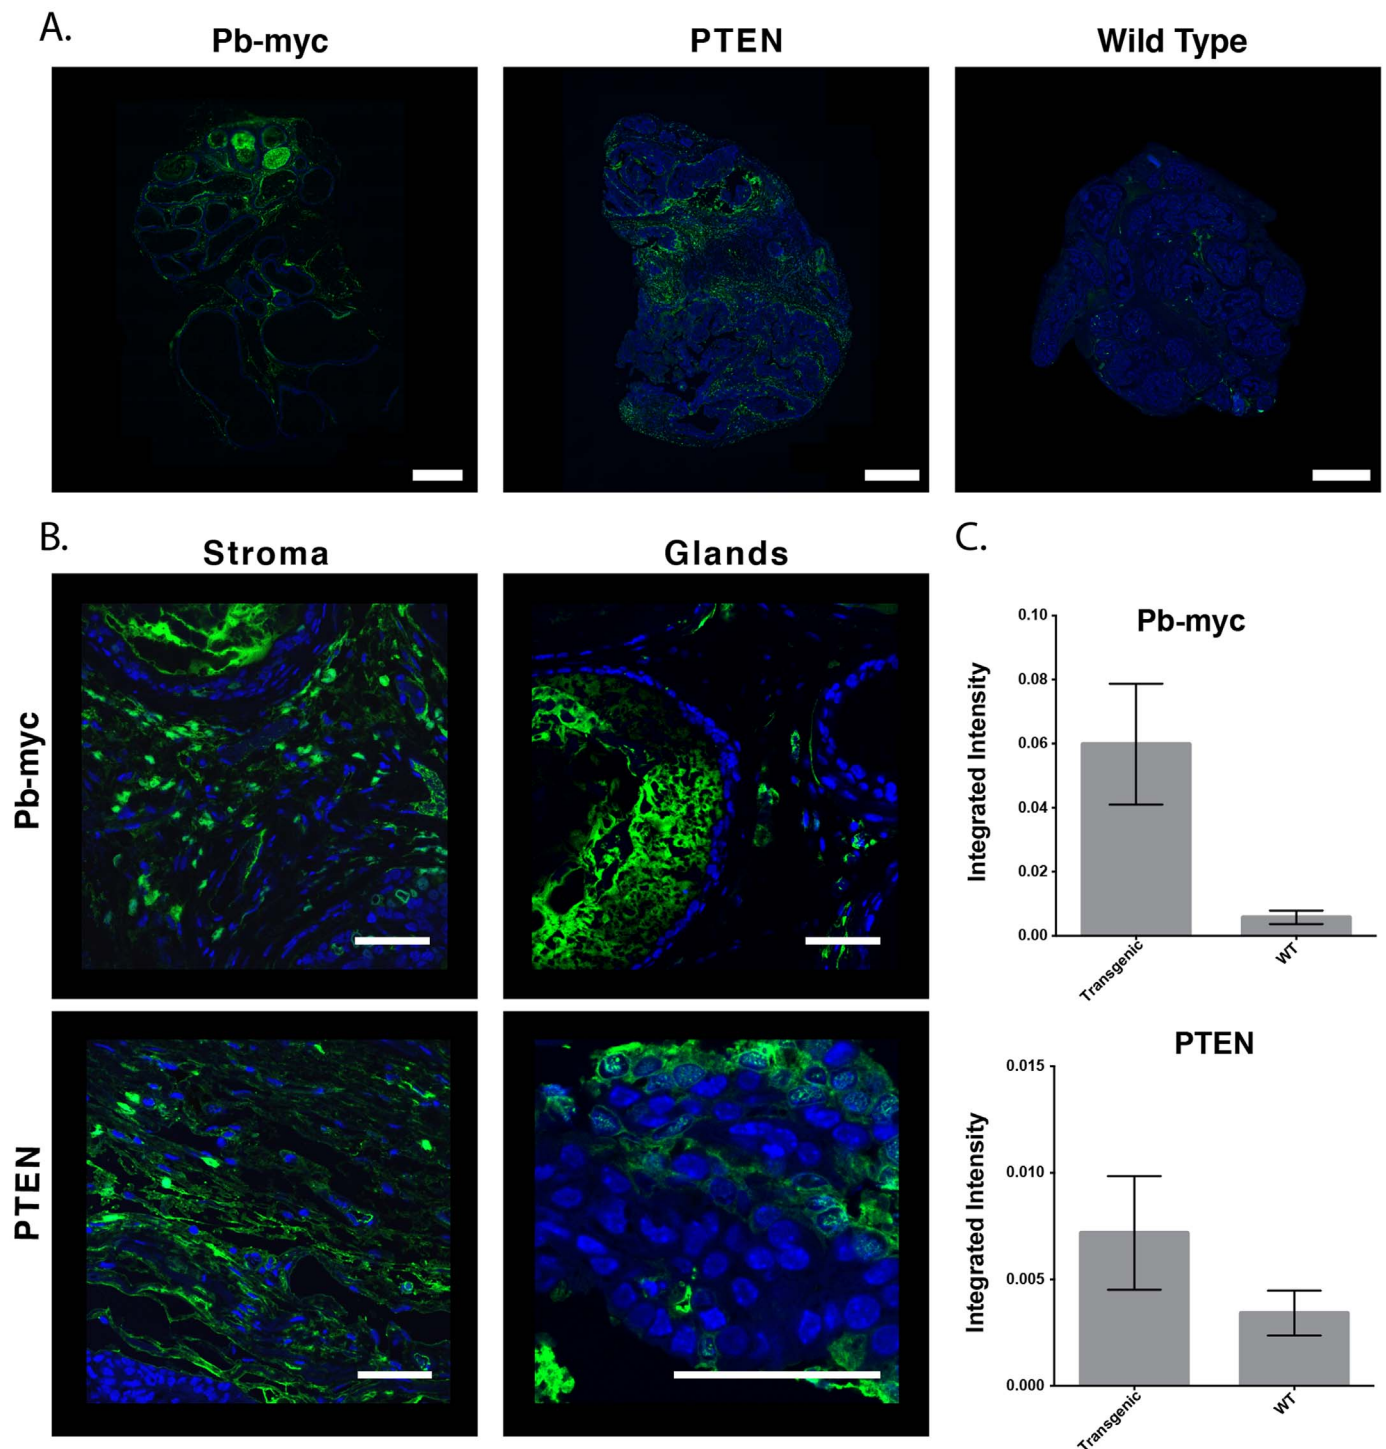 A.
Pb-myc
PTEN
Wild Type
B.
Stroma
Glands
Pb-myc
PTEN
C.
Pb-myc
Integrated Intensity
0.10
0.08
0.06
0.04
0.02
0.00
Transgenic
WT
PTEN
Integrated Intensity
0.015
0.010
0.005
0.000
Transgenic
WT